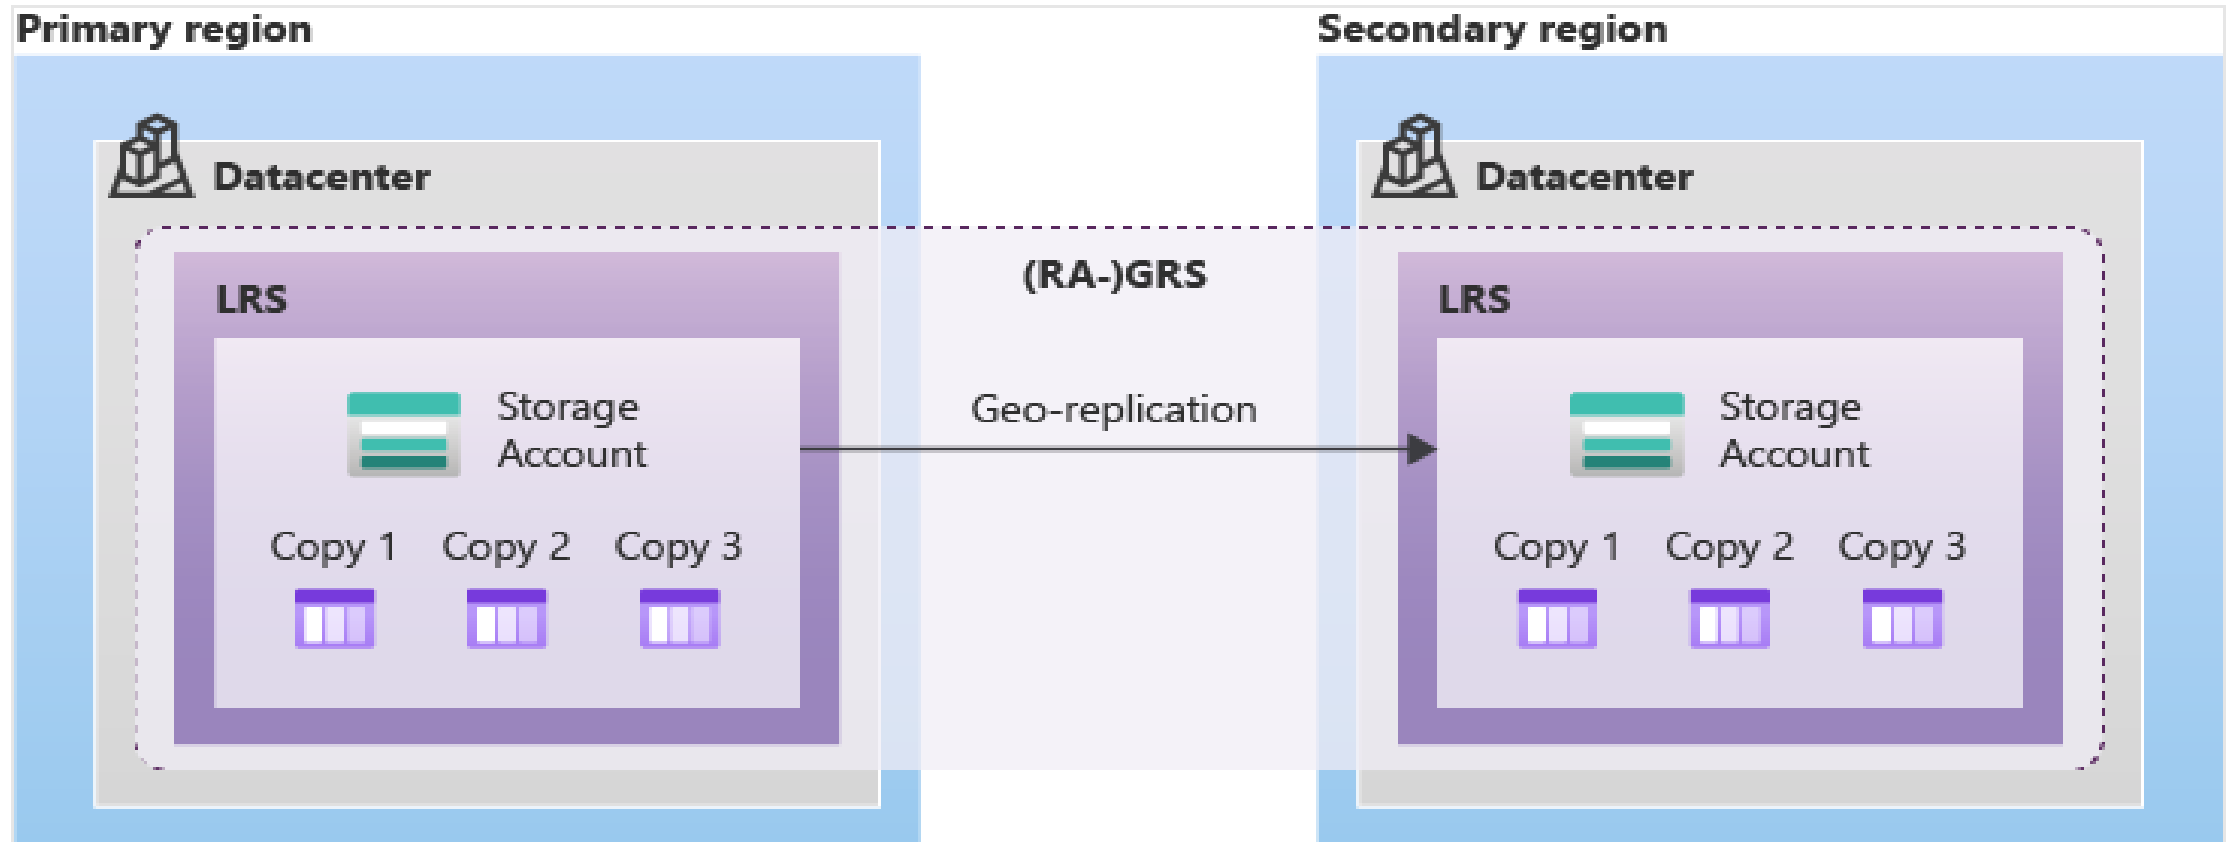 Primary region
Secondary region
Datacenter
Datacenter
(RA-)GRS
LRS
LRS
Storage
Account
Geo-replication
Storage
Account
Copy 1 Copy 2 Copy 3
Copy 1 Copy 2 Copy 3